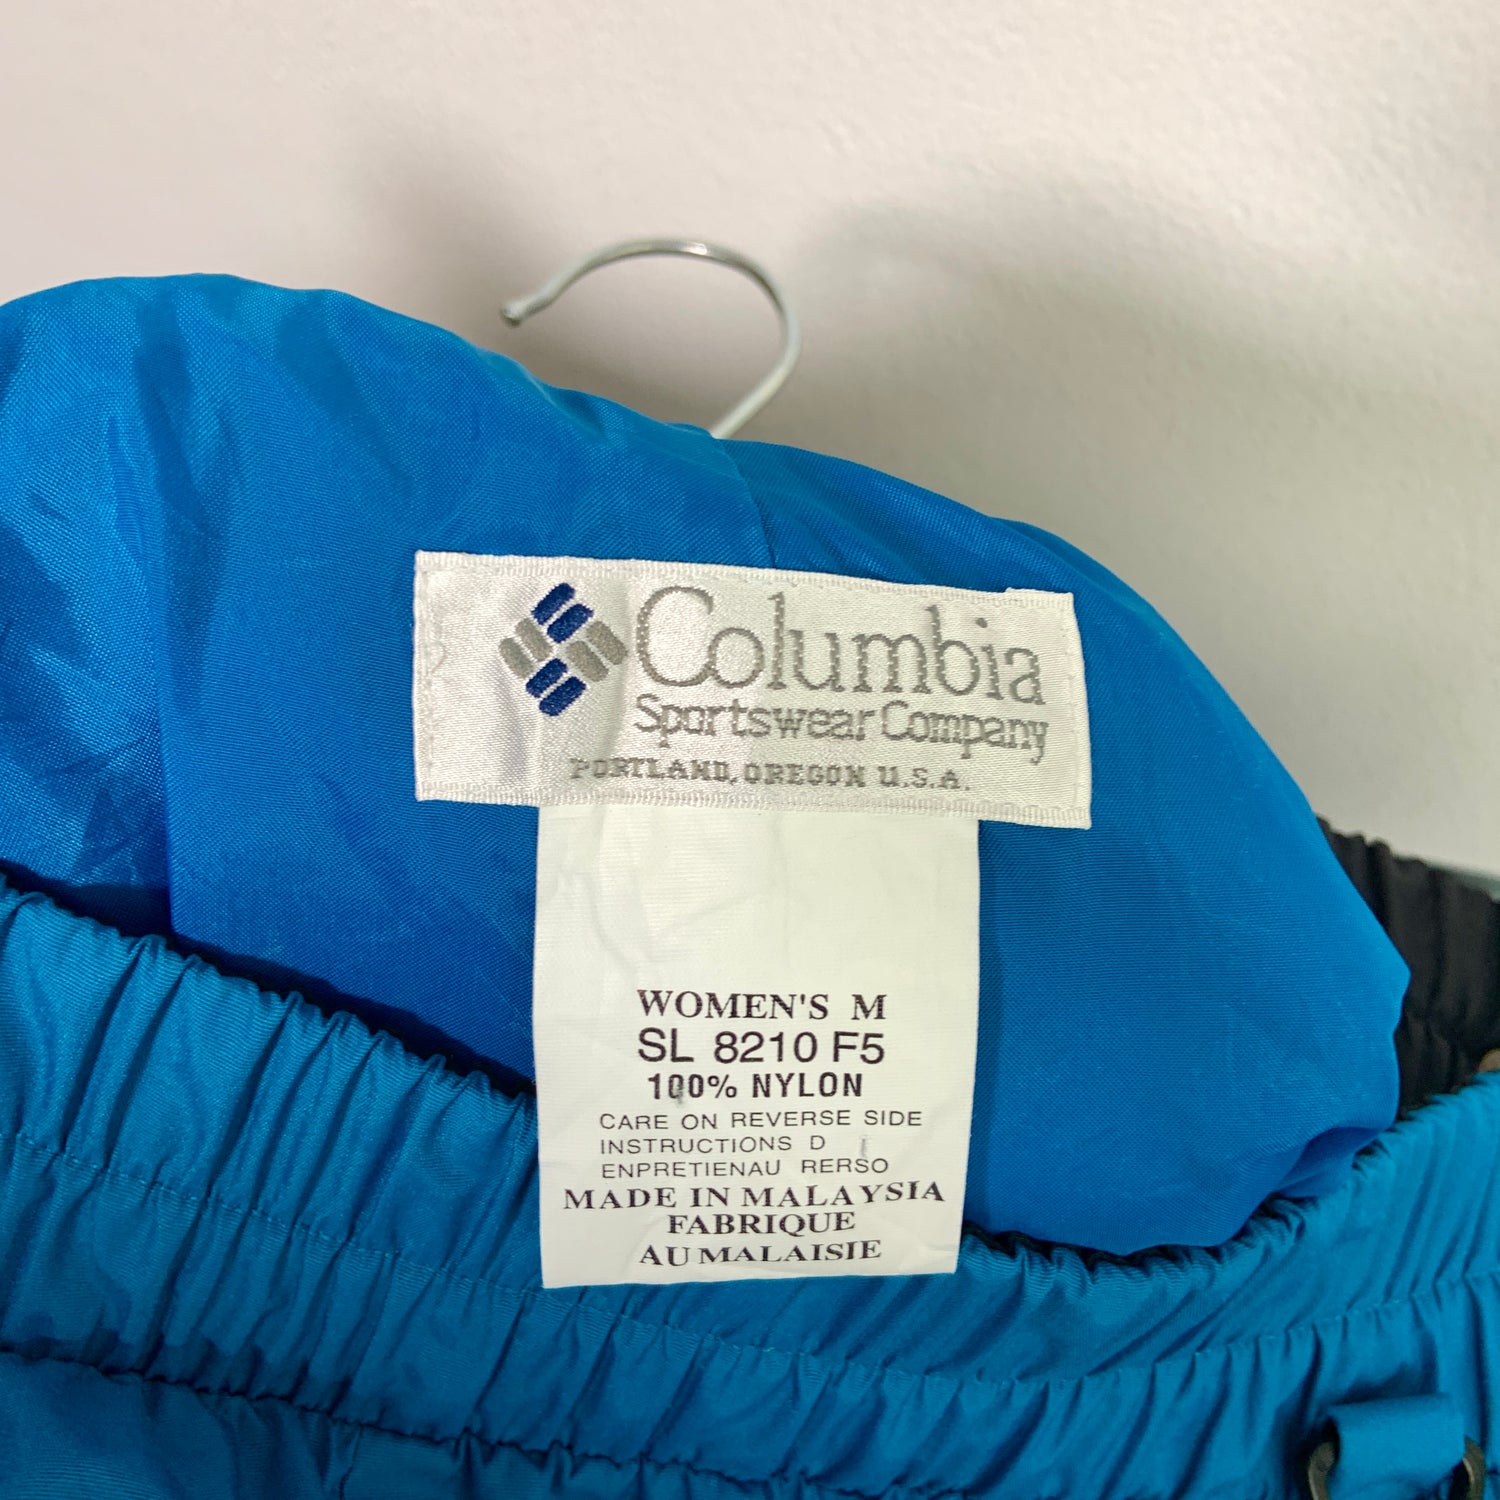 Columbia
Sportswear Company
PORTLAND, OREGON U.S.A.
WOMEN'S M
SL 8210 F5
100% NYLON
CARE ON REVERSE SIDE
INSTRUCTIONS D
ENPRETIENAU RERSO
MADE IN MALAYSIA
FABRIQUE
AU MALAISIE